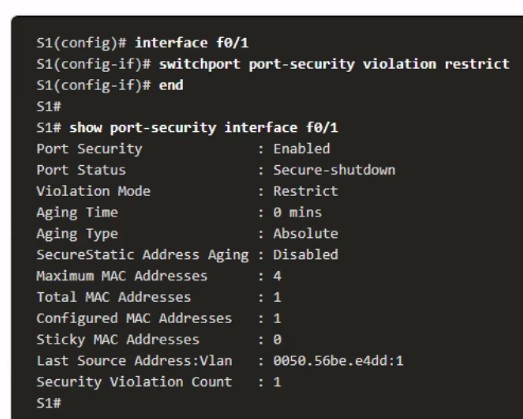 S1(config)# interface f0/1
S1(config-if)# switchport port-security violation restrict
S1(config-if)# end
S1#
S1# show port-security interface f0/1
Port Security              : Enabled
Port Status                : Secure-shutdown
Violation Mode             : Restrict
Aging Time                 : 0 mins
Aging Type                 : Absolute
SecureStatic Address Aging : Disabled
Maximum MAC Addresses      : 4
Total MAC Addresses        : 1
Configured MAC Addresses   : 1
Sticky MAC Addresses       : 0
Last Source Address:Vlan   : 0050.56be.e4dd:1
Security Violation Count   : 1
S1#